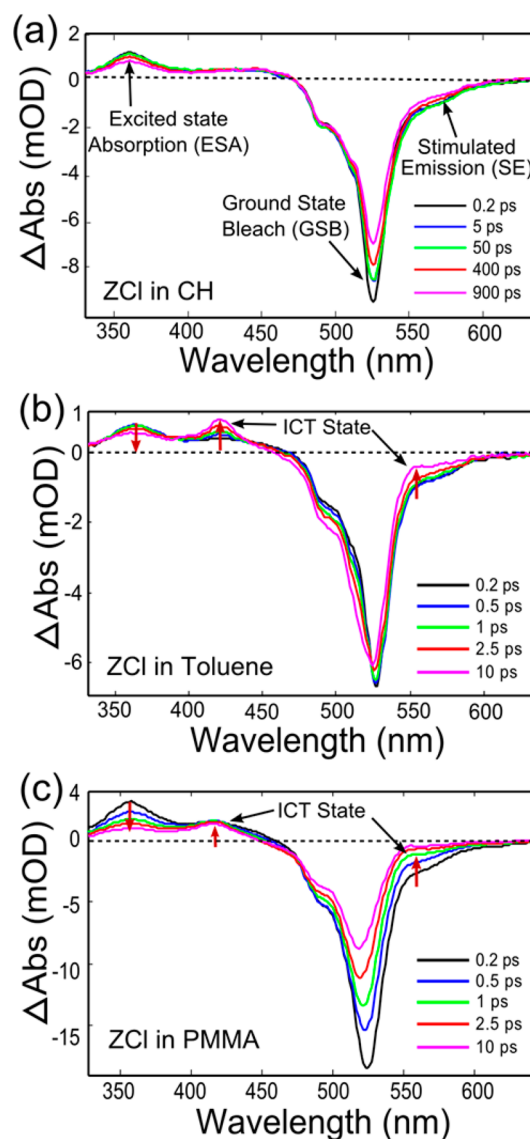 (a)
2
0
-2
-4
-6
-8
ΔAbs (mOD)
Excited state
Absorption (ESA)
Stimulated
Emission (SE)
Ground State
Bleach (GSB)
0.2 ps
5 ps
50 ps
400 ps
900 ps
ZCl in CH
350 400 450 500 550 600
Wavelength (nm)
(b)
1
0
-2
-4
-6
ΔAbs (mOD)
ICT State
0.2 ps
0.5 ps
1 ps
2.5 ps
10 ps
ZCl in Toluene
350 400 450 500 550 600
Wavelength (nm)
(c)
4
0
-5
-10
-15
ΔAbs (mOD)
ICT State
0.2 ps
0.5 ps
1 ps
2.5 ps
10 ps
ZCl in PMMA
350 400 450 500 550 600
Wavelength (nm)